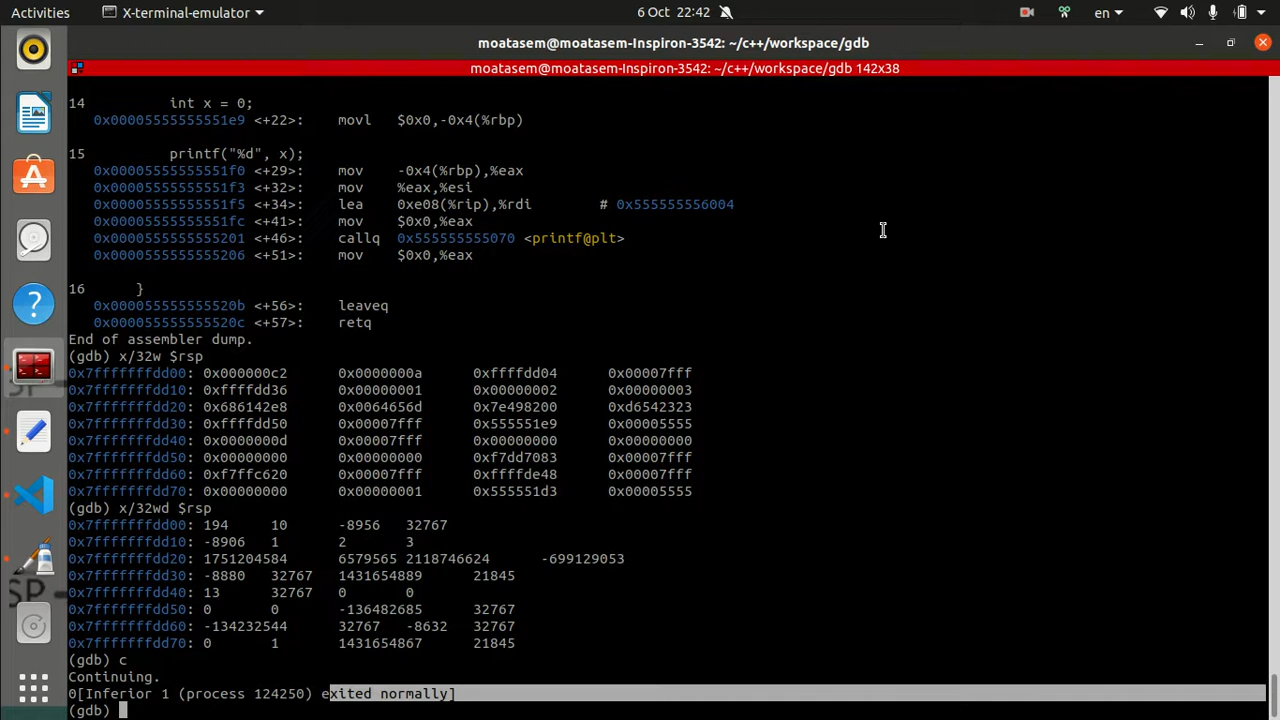 Activities X-terminal-emulator 6 Oct 22:42 en
moatasem@moatasem-Inspiron-3542: ~/c++/workspace/gdb
moatasem@moatasem-Inspiron-3542: ~/c++/workspace/gdb 142x38
14 int x = 0;
0x00005555555551e9 <+22>: movl $0x0,-0x4(%rbp)
15 printf("%d", x);
0x00005555555551f0 <+29>: mov -0x4(%rbp),%eax
0x00005555555551f3 <+32>: mov %eax,%esi
0x00005555555551f5 <+34>: lea 0xe08(%rip),%rdi # 0x555555556004
0x00005555555551fc <+41>: mov $0x0,%eax
0x0000555555555201 <+46>: callq 0x555555555070 <printf@plt>
0x0000555555555206 <+51>: mov $0x0,%eax
16 }
0x000055555555520b <+56>: leaveq
0x000055555555520c <+57>: retq
End of assembler dump.
(gdb) x/32w $rsp
0x7fffffffdd00: 0x000000c2 0x0000000a 0xffffdd04 0x00007fff
0x7fffffffdd10: 0xffffdd36 0x00000001 0x00000002 0x00000003
0x7fffffffdd20: 0x686142e8 0x0064656d 0x7e498200 0xd6542323
0x7fffffffdd30: 0xffffdd50 0x00007fff 0x555551e9 0x00005555
0x7fffffffdd40: 0x0000000d 0x00007fff 0x00000000 0x00000000
0x7fffffffdd50: 0x00000000 0x00000000 0xf7dd7083 0x00007fff
0x7fffffffdd60: 0xf7ffc620 0x00007fff 0xffffde48 0x00007fff
0x7fffffffdd70: 0x00000000 0x00000001 0x555551d3 0x00005555
(gdb) x/32wd $rsp
0x7fffffffdd00: 194 10 -8956 32767
0x7fffffffdd10: -8906 1 2 3
0x7fffffffdd20: 1751204584 6579565 2118746624 -699129053
0x7fffffffdd30: -8880 32767 1431654889 21845
0x7fffffffdd40: 13 32767 0 0
0x7fffffffdd50: 0 0 -136482685 32767
0x7fffffffdd60: -134232544 32767 -8632 32767
0x7fffffffdd70: 0 1 1431654867 21845
(gdb) c
Continuing.
0[Inferior 1 (process 124250) exited normally]
(gdb)